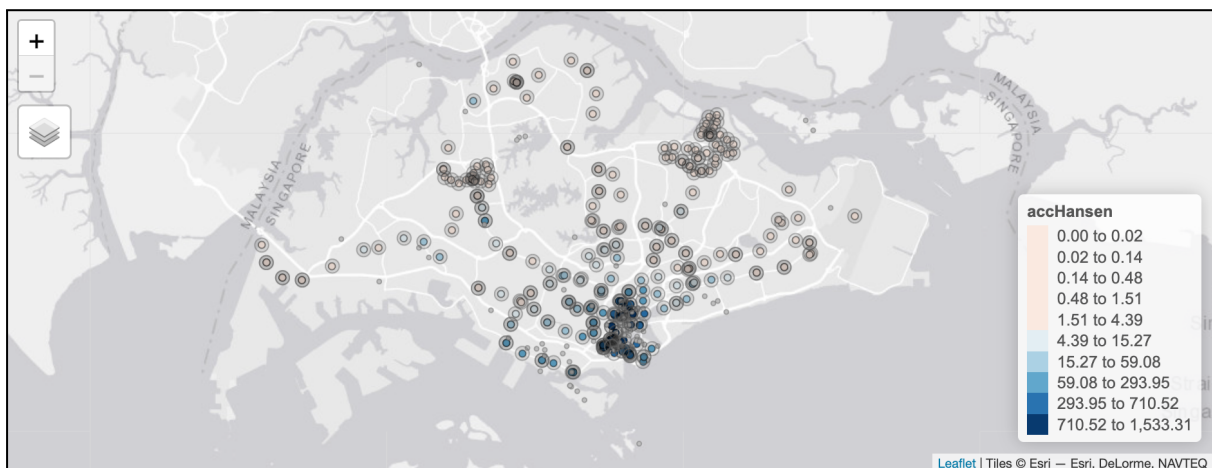 +
−
MALAYSIA
SINGAPORE
MALAYSIA
SINGAPORE
accHansen
0.00 to 0.02
0.02 to 0.14
0.14 to 0.48
0.48 to 1.51
1.51 to 4.39
4.39 to 15.27
15.27 to 59.08
59.08 to 293.95
293.95 to 710.52
710.52 to 1,533.31
Leaflet | Tiles © Esri — Esri, DeLorme, NAVTEQ